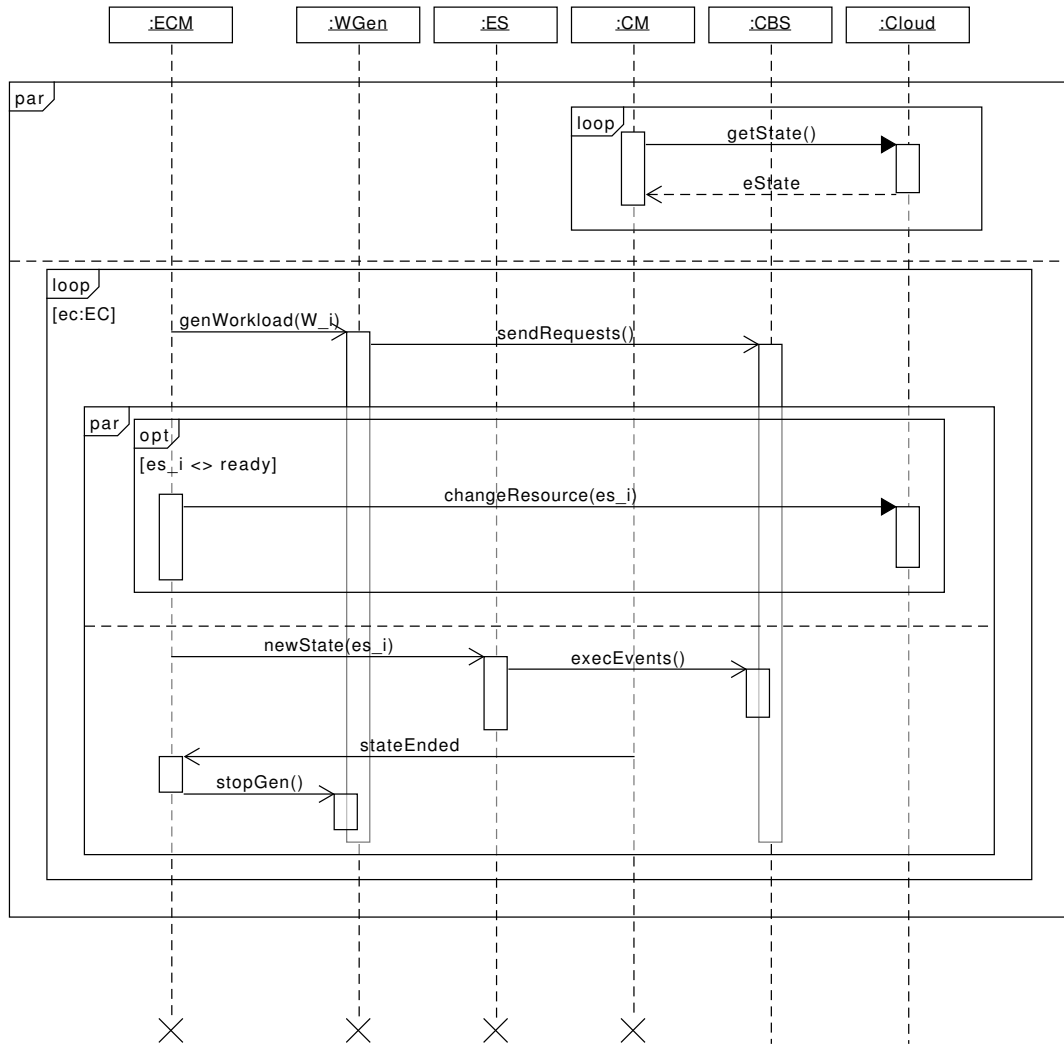 :ECM :WGen :ES :CM :CBS :Cloud
par
loop
getState()
eState
loop
[ec:EC]
genWorkload(W_i)
sendRequests()
par
opt
[es_i <> ready]
changeResource(es_i)
newState(es_i)
execEvents()
stateEnded
stopGen()